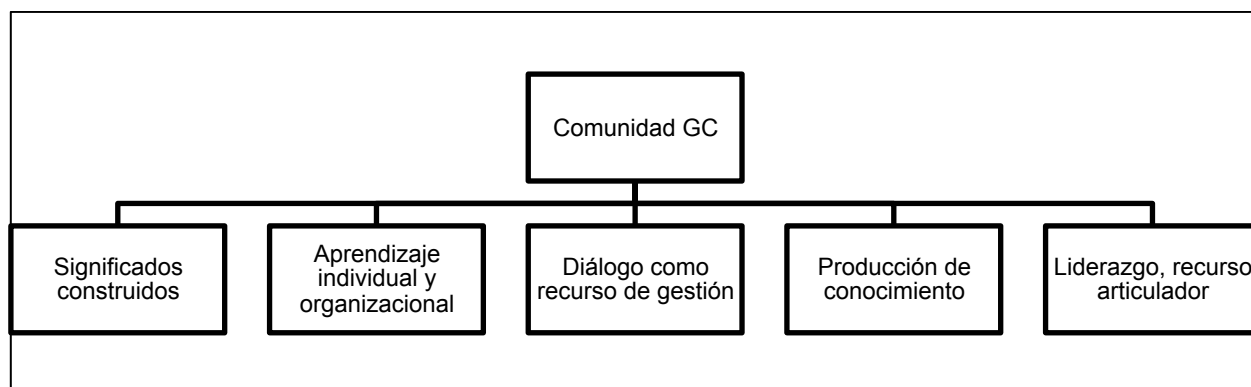 Comunidad GC
Significados
construidos
Aprendizaje
individual y
organizacional
Diálogo como
recurso de gestión
Producción de
conocimiento
Liderazgo, recurso
articulador